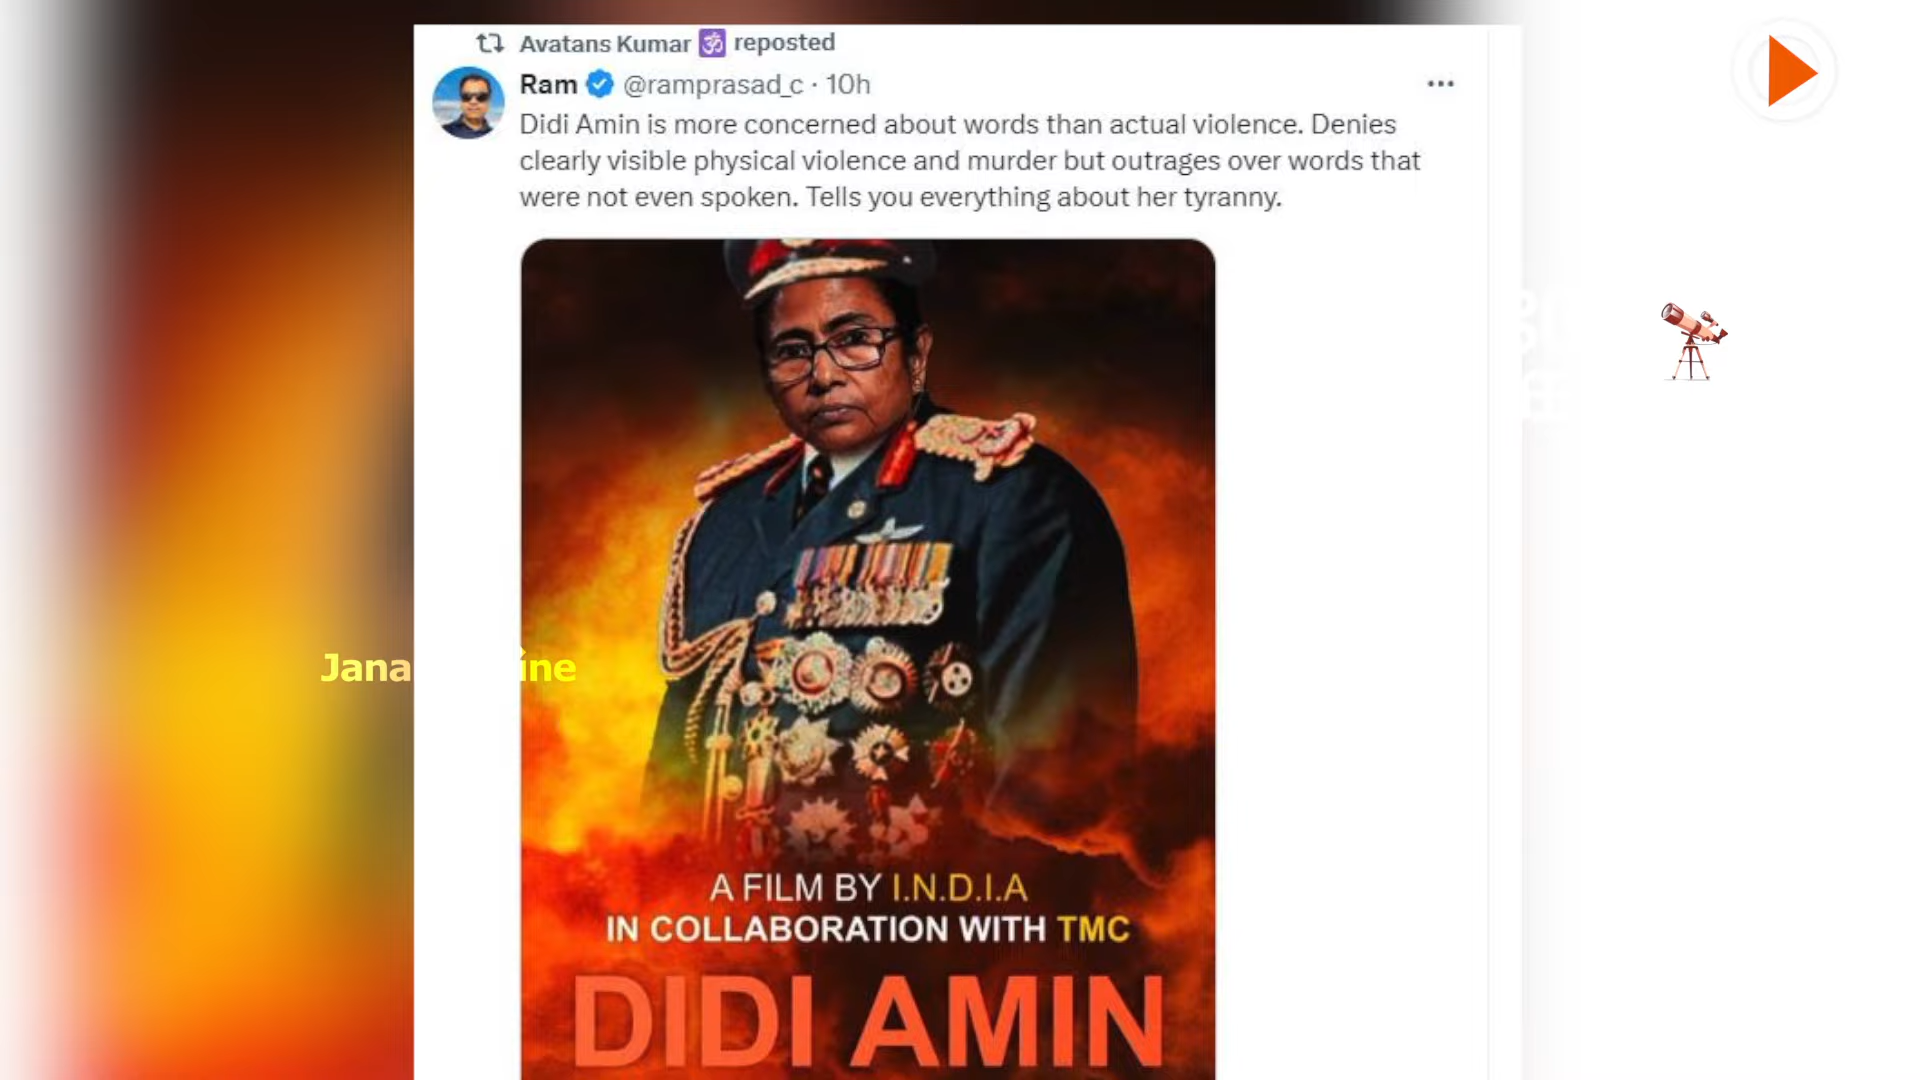 Avatans Kumar 🕉 reposted
Ram @ramprasad_c · 10h
Didi Amin is more concerned about words than actual violence. Denies
clearly visible physical violence and murder but outrages over words that
were not even spoken. Tells you everything about her tyranny.
Jana ine
A FILM BY I.N.D.I.A
IN COLLABORATION WITH TMC
DIDI AMIN